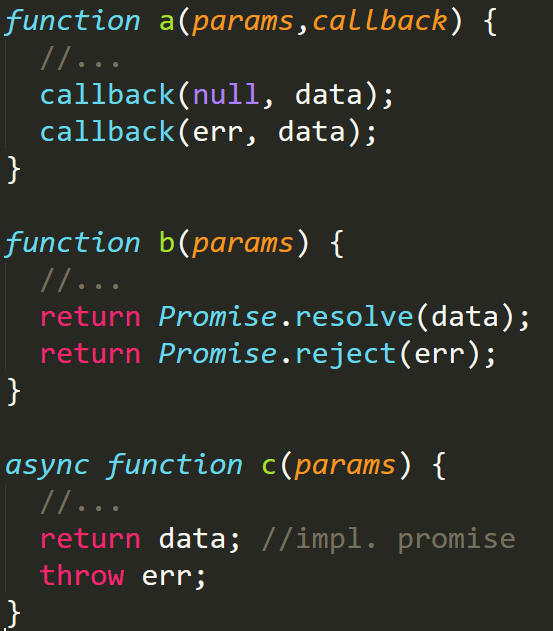 function a(params,callback) {
  //...
  callback(null, data);
  callback(err, data);
}

function b(params) {
  //...
  return Promise.resolve(data);
  return Promise.reject(err);
}

async function c(params) {
  //...
  return data; //impl. promise
  throw err;
}